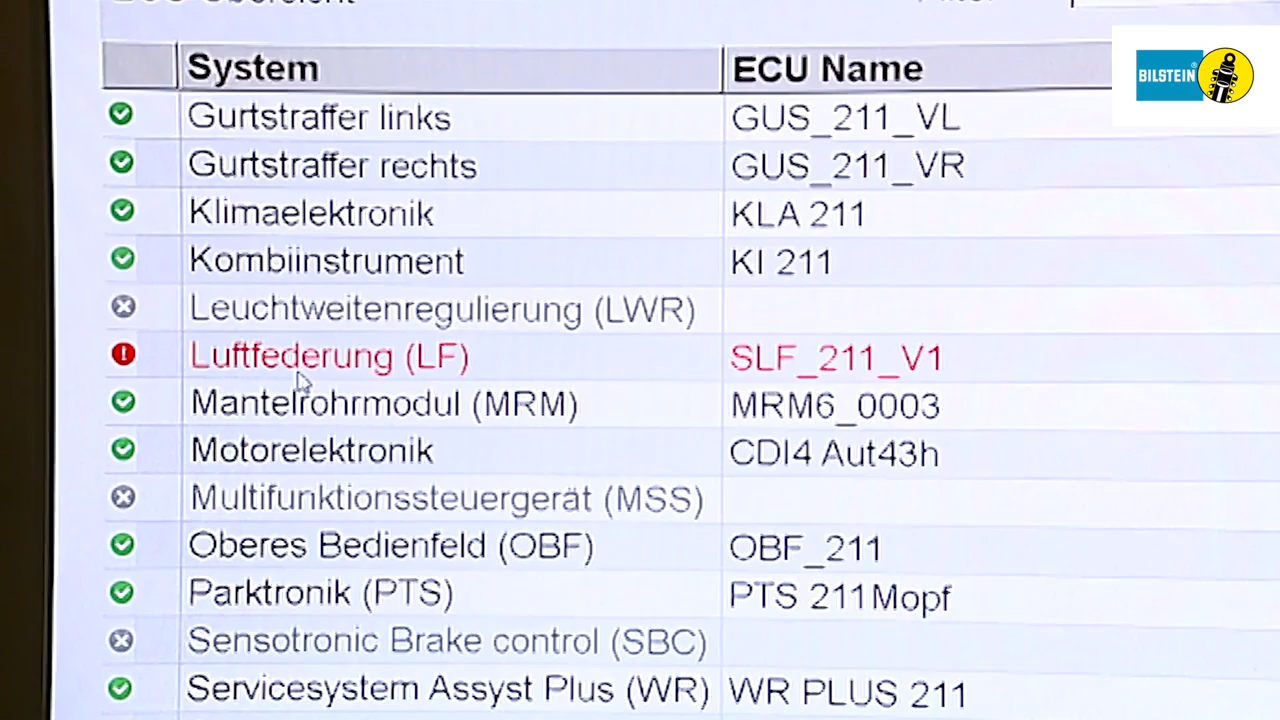 System ECU Name
BILSTEIN®
Gurtstraffer links GUS_211_VL
Gurtstraffer rechts GUS_211_VR
Klimaelektronik KLA 211
Kombiinstrument KI 211
Leuchtweitenregulierung (LWR)
Luftfederung (LF) SLF_211_V1
Mantelrohrmodul (MRM) MRM6_0003
Motorelektronik CDI4 Aut43h
Multifunktionssteuergerät (MSS)
Oberes Bedienfeld (OBF) OBF_211
Parktronik (PTS) PTS 211Mopf
Sensotronic Brake control (SBC)
Servicesystem Assyst Plus (WR) WR PLUS 211